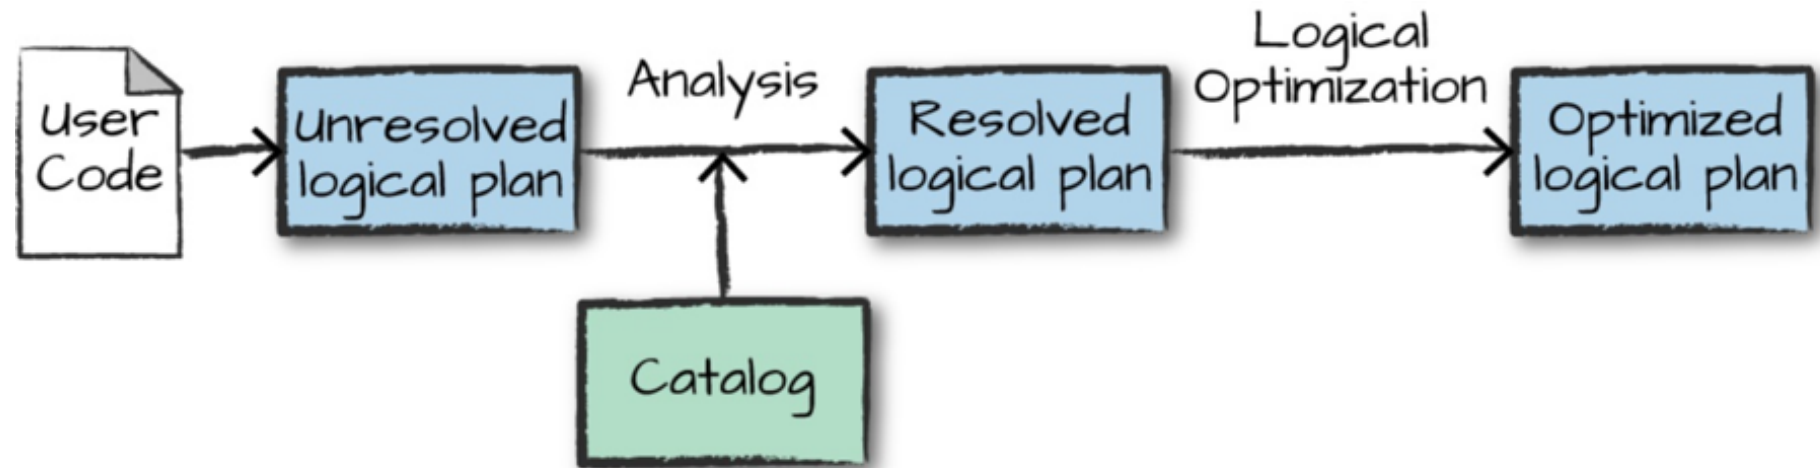 User
Code
Unresolved
logical plan
Analysis
Resolved
logical plan
Logical
Optimization
Optimized
logical plan
Catalog